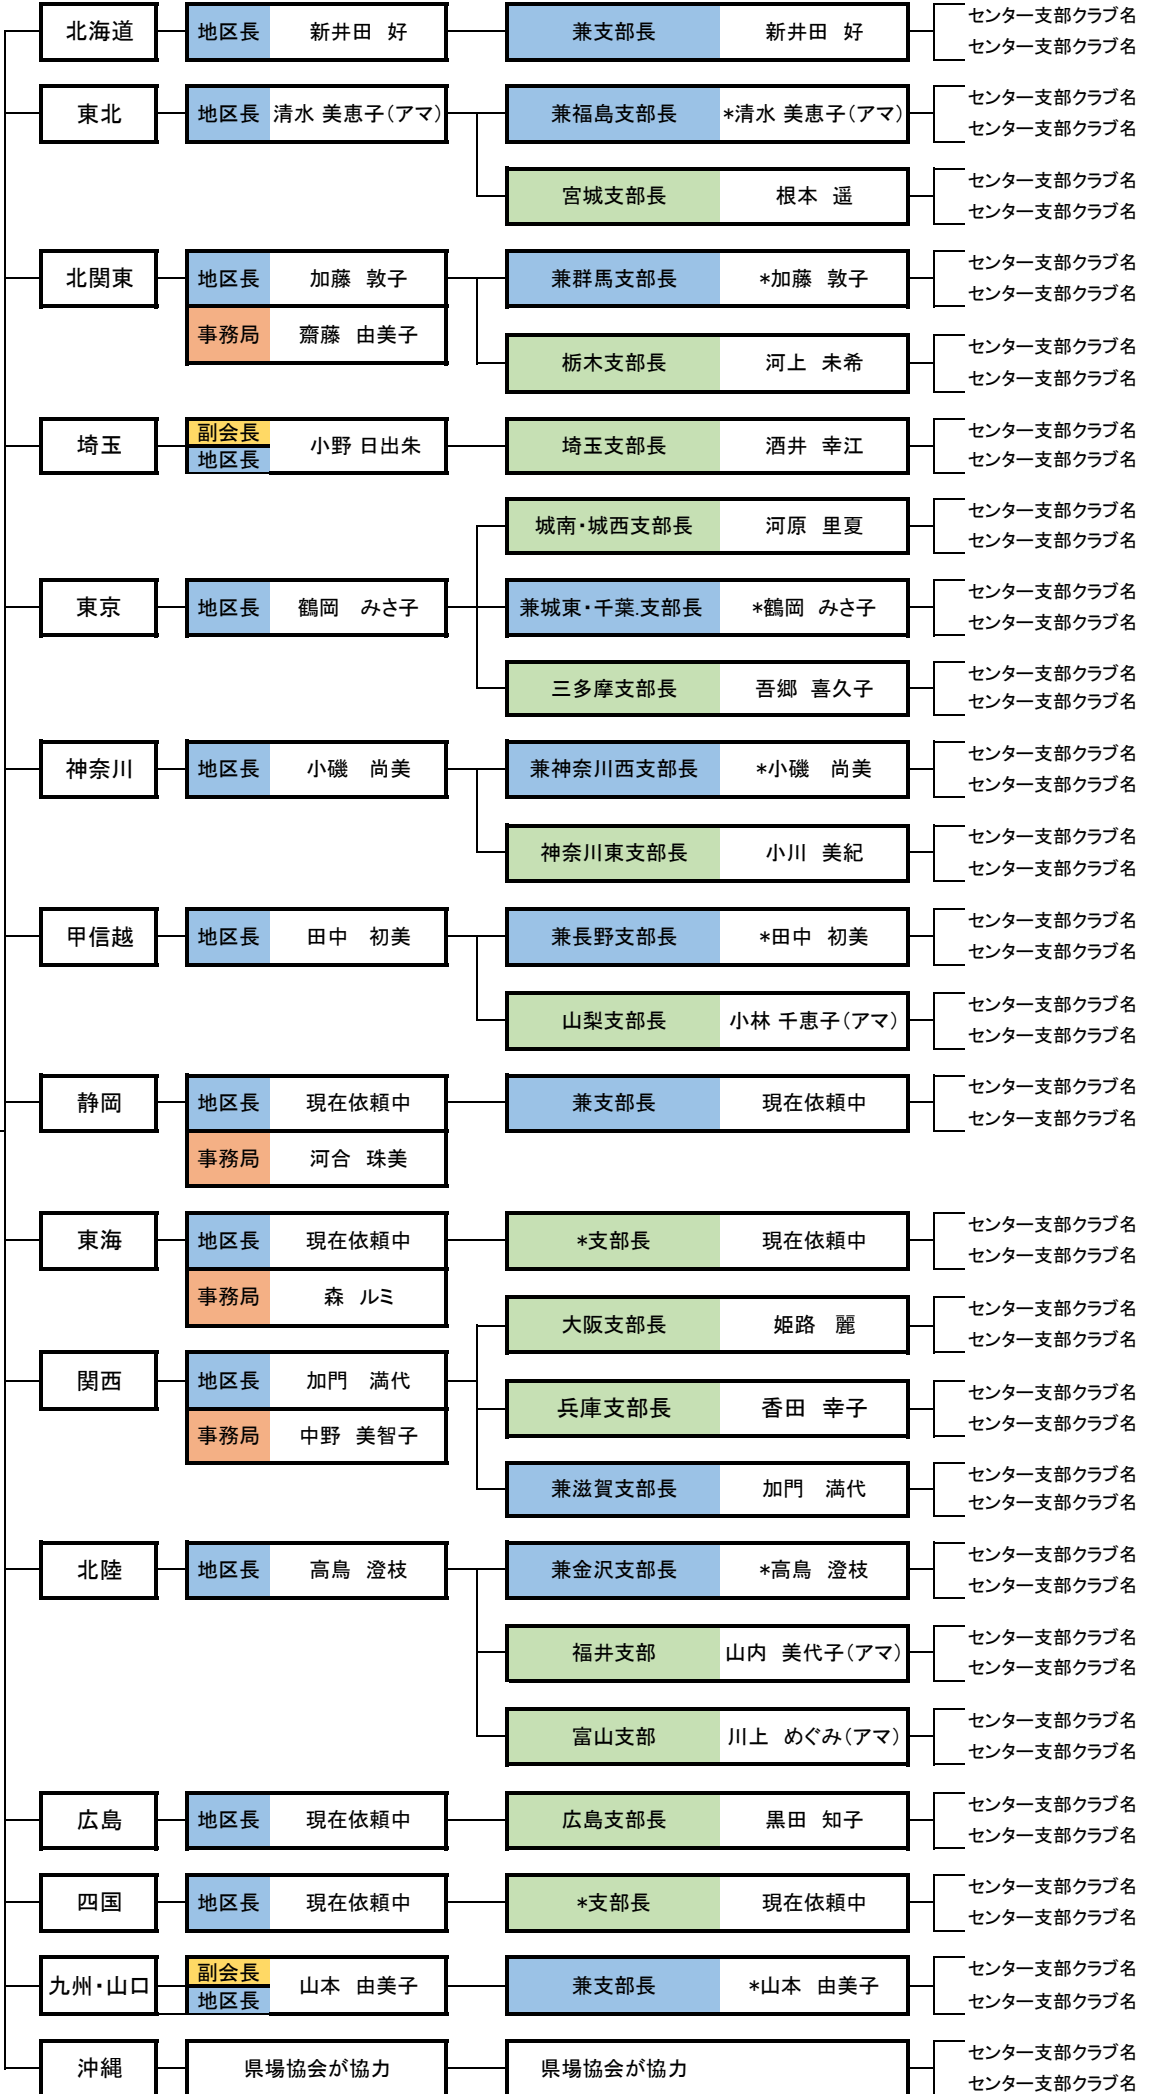 北海道 地区長 新井田 好 兼支部長 新井田 好 センター支部クラブ名
センター支部クラブ名
東北 地区長 清水 美恵子(アマ) 兼福島支部長 *清水 美恵子(アマ) センター支部クラブ名
センター支部クラブ名
宮城支部長 根本 遥 センター支部クラブ名
センター支部クラブ名
北関東 地区長 加藤 敦子 兼群馬支部長 *加藤 敦子 センター支部クラブ名
センター支部クラブ名
事務局 齋藤 由美子
栃木支部長 河上 未希 センター支部クラブ名
センター支部クラブ名
埼玉 副会長 地区長 小野 日出朱 埼玉支部長 酒井 幸江 センター支部クラブ名
センター支部クラブ名
城南・城西支部長 河原 里夏 センター支部クラブ名
センター支部クラブ名
東京 地区長 鶴岡 みさ子 兼城東・千葉.支部長 *鶴岡 みさ子 センター支部クラブ名
センター支部クラブ名
三多摩支部長 吾郷 喜久子 センター支部クラブ名
センター支部クラブ名
神奈川 地区長 小磯 尚美 兼神奈川西支部長 *小磯 尚美 センター支部クラブ名
センター支部クラブ名
神奈川東支部長 小川 美紀 センター支部クラブ名
センター支部クラブ名
甲信越 地区長 田中 初美 兼長野支部長 *田中 初美 センター支部クラブ名
センター支部クラブ名
山梨支部長 小林 千恵子(アマ) センター支部クラブ名
センター支部クラブ名
静岡 地区長 現在依頼中 兼支部長 現在依頼中 センター支部クラブ名
センター支部クラブ名
事務局 河合 珠美
東海 地区長 現在依頼中 *支部長 現在依頼中 センター支部クラブ名
センター支部クラブ名
事務局 森 ルミ
大阪支部長 姫路 麗 センター支部クラブ名
センター支部クラブ名
関西 地区長 加門 満代
兵庫支部長 香田 幸子 センター支部クラブ名
センター支部クラブ名
事務局 中野 美智子
兼滋賀支部長 加門 満代 センター支部クラブ名
センター支部クラブ名
北陸 地区長 高鳥 澄枝 兼金沢支部長 *高鳥 澄枝 センター支部クラブ名
センター支部クラブ名
福井支部 山内 美代子(アマ) センター支部クラブ名
センター支部クラブ名
富山支部 川上 めぐみ(アマ) センター支部クラブ名
センター支部クラブ名
広島 地区長 現在依頼中 広島支部長 黒田 知子 センター支部クラブ名
センター支部クラブ名
四国 地区長 現在依頼中 *支部長 現在依頼中 センター支部クラブ名
センター支部クラブ名
九州・山口 副会長 地区長 山本 由美子 兼支部長 *山本 由美子 センター支部クラブ名
センター支部クラブ名
沖縄 県場協会が協力 県場協会が協力 センター支部クラブ名
センター支部クラブ名